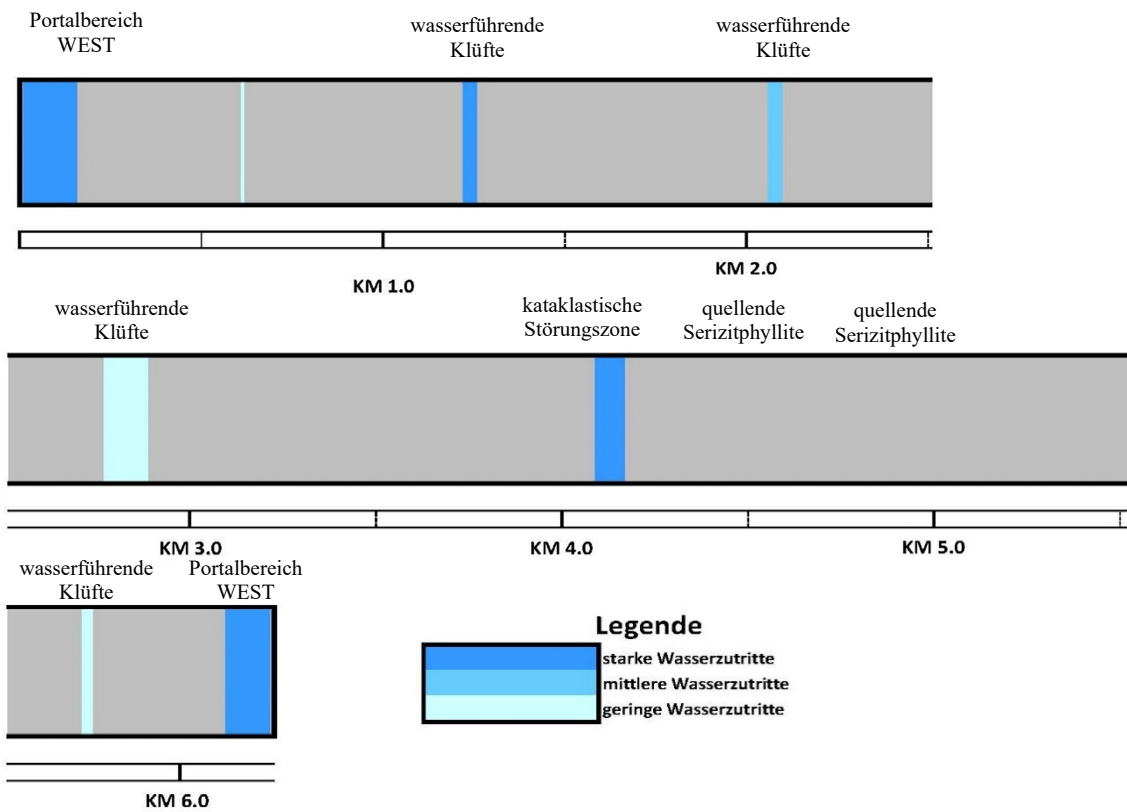 Portalbereich
WEST
wasserführende
Klüfte
wasserführende
Klüfte
KM 1.0
KM 2.0
wasserführende
Klüfte
kataklastische
Störungszone
quellende
Serizitphyllite
quellende
Serizitphyllite
KM 3.0
KM 4.0
KM 5.0
wasserführende
Klüfte
Portalbereich
WEST
KM 6.0
Legende
starke Wasserzutritte
mittlere Wasserzutritte
geringe Wasserzutritte